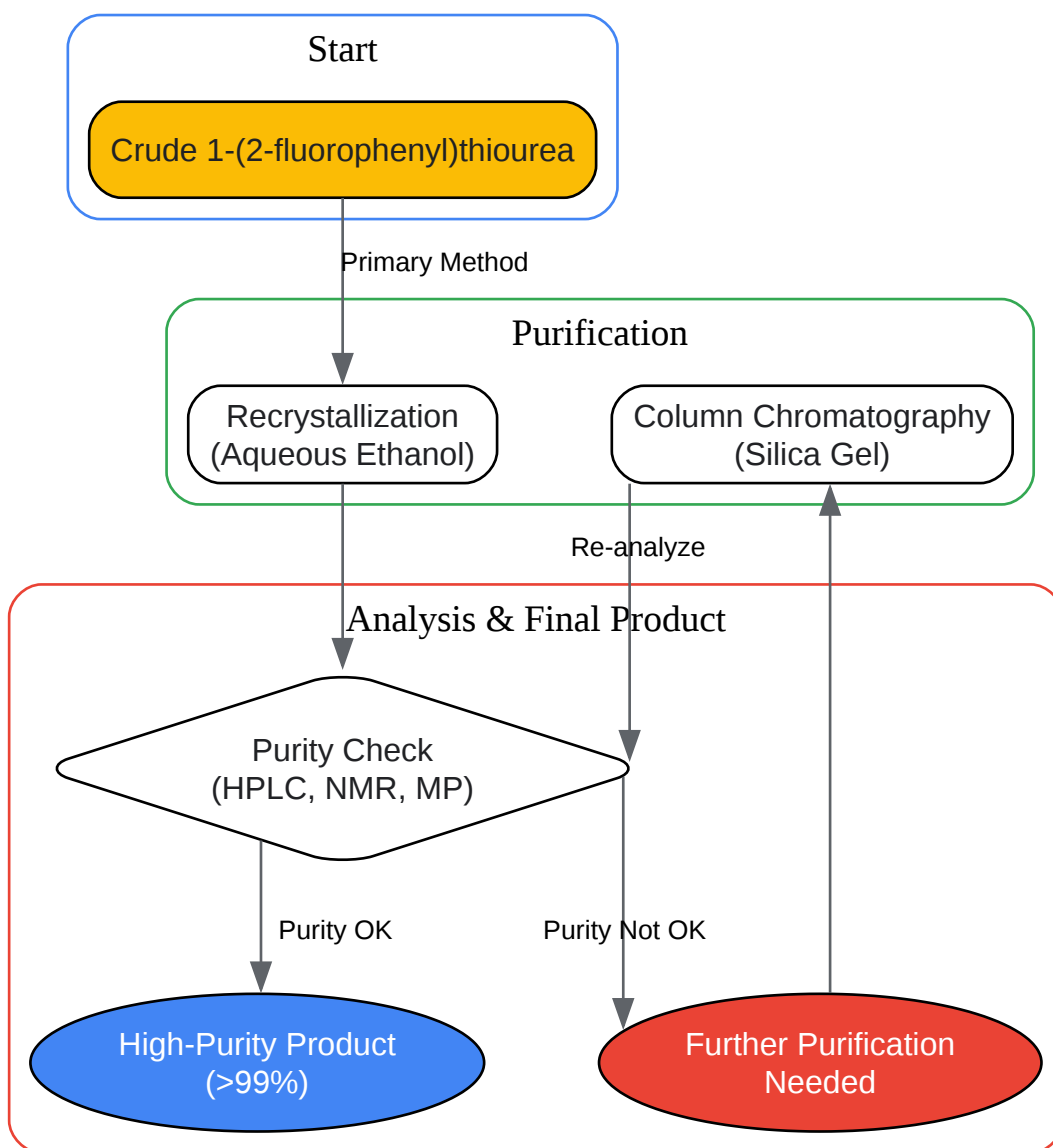 Start
Crude 1-(2-fluorophenyl)thiourea
Primary Method
Purification
Recrystallization
(Aqueous Ethanol)
Column Chromatography
(Silica Gel)
Re-analyze
Analysis & Final Product
Purity Check
(HPLC, NMR, MP)
Purity OK
Purity Not OK
High-Purity Product
(>99%)
Further Purification
Needed